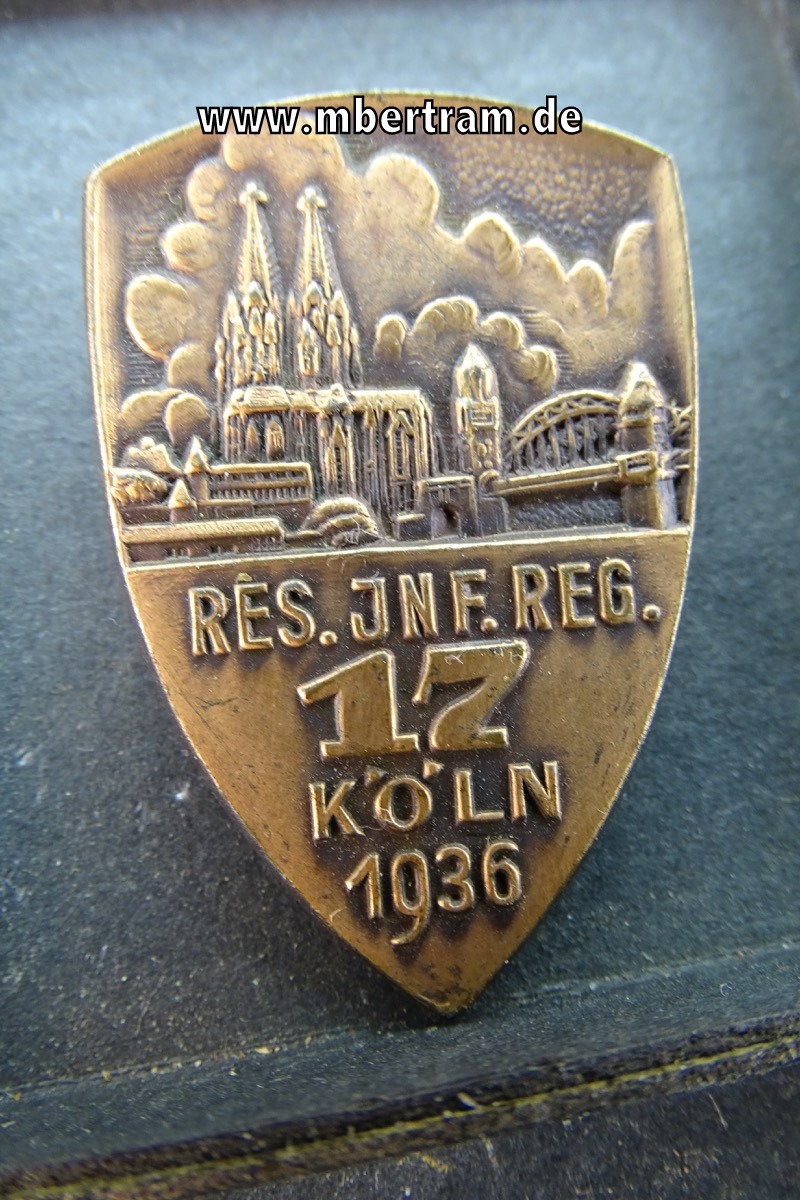 www.mbertram.de
RES. JNF. REG.
17
KÖLN
1936